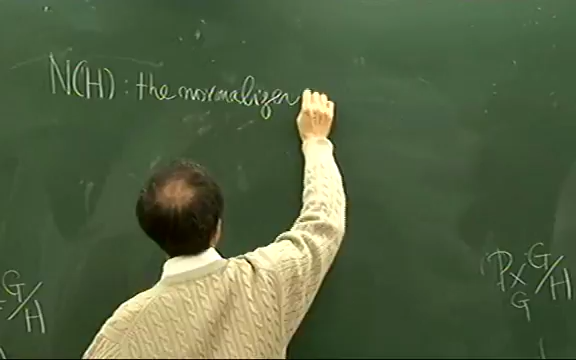 N(H) : the normalizer
G/H
P × G/H
G